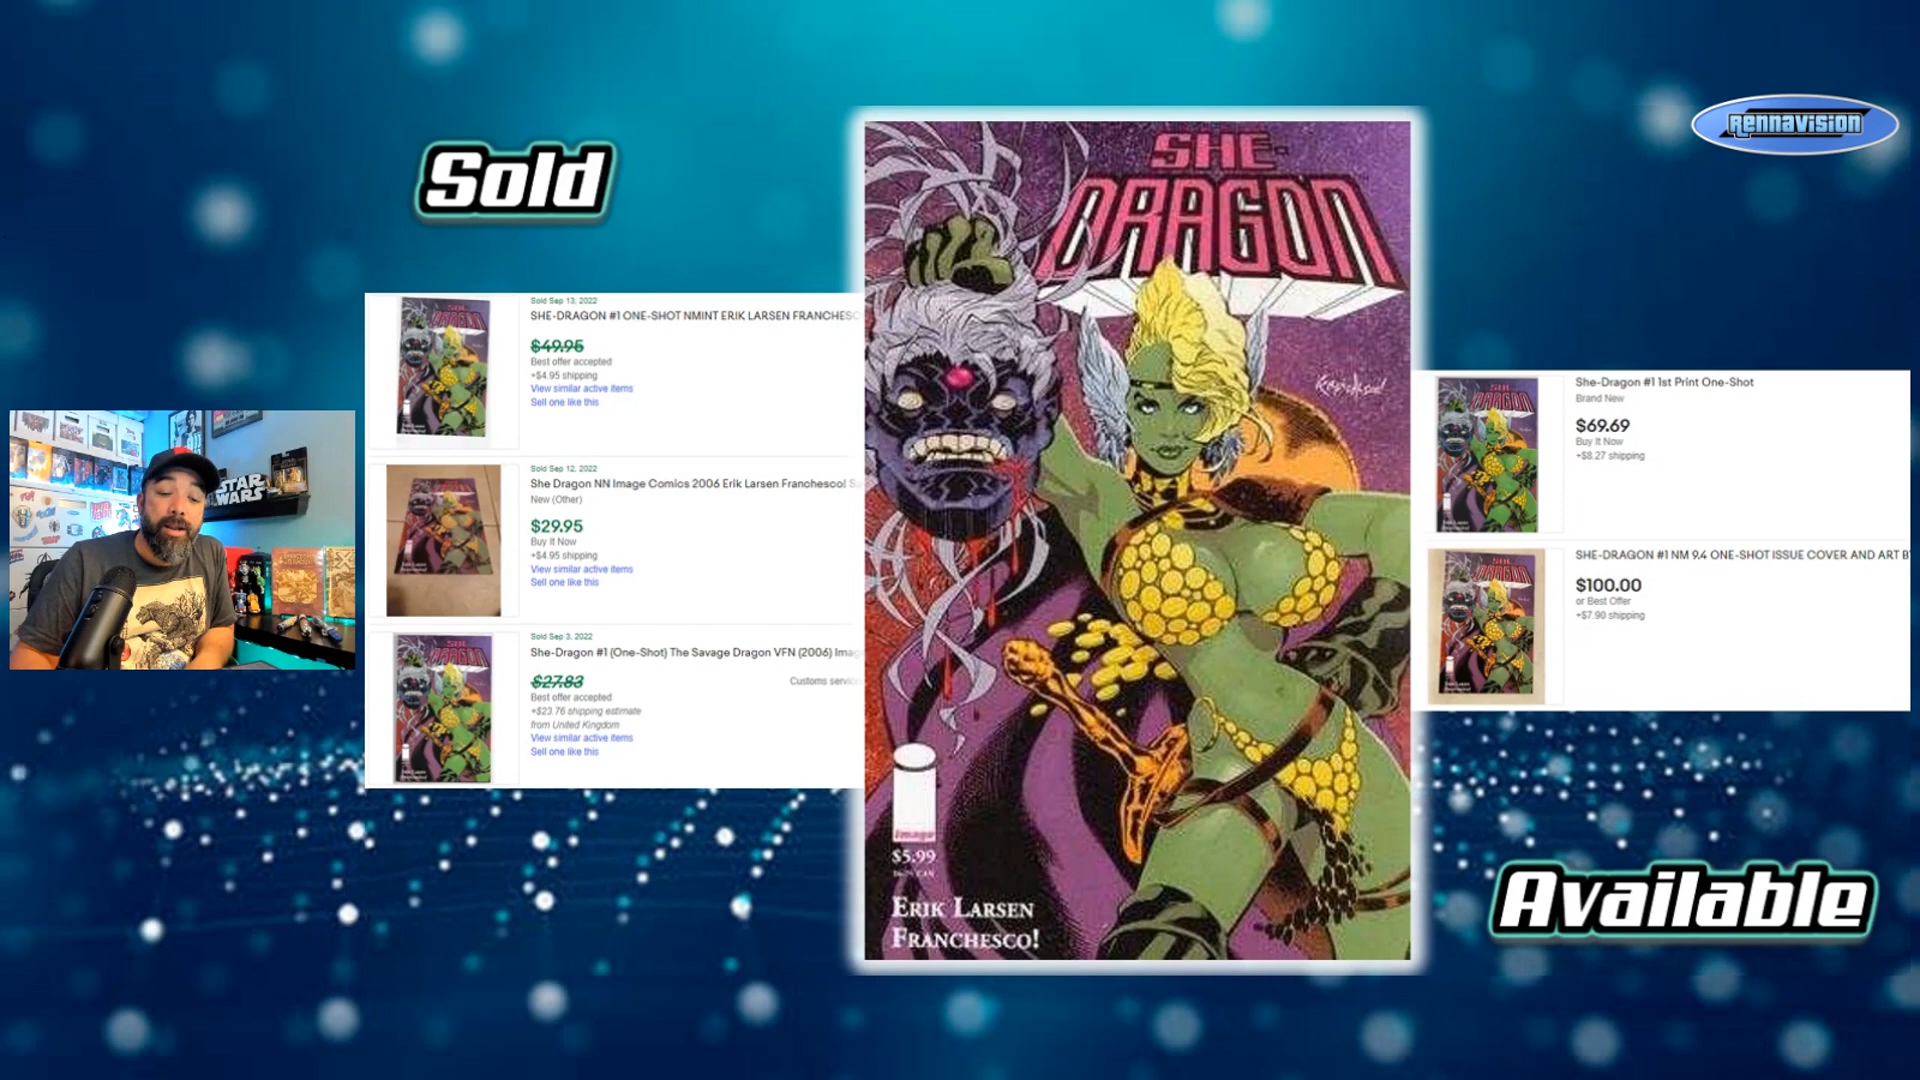 Rennavision
Sold
Sold Sep 13, 2022
SHE-DRAGON #1 ONE-SHOT NMINT ERIK LARSEN FRANCHESC
$49.95
Best offer accepted
+$4.95 shipping
View similar active items
Sell one like this
Sold Sep 12, 2022
She Dragon NN Image Comics 2006 Erik Larsen Franchesco! Sa
New (Other)
$29.95
Buy It Now
+$4.95 shipping
View similar active items
Sell one like this
Sold Sep 3, 2022
She-Dragon #1 (One-Shot) The Savage Dragon VFN (2006) Imag
$27.83
Customs service
Best offer accepted
+$23.76 shipping estimate
from United Kingdom
View similar active items
Sell one like this
STAR
WARS
SHE-
DRAGON
Image
$5.99
ERIK LARSEN
FRANCHESCO!
She-Dragon #1 1st Print One-Shot
Brand New
$69.69
Buy It Now
+$8.27 shipping
SHE-DRAGON #1 NM 9.4 ONE-SHOT ISSUE COVER AND ART B
$100.00
or Best Offer
+$7.90 shipping
Available